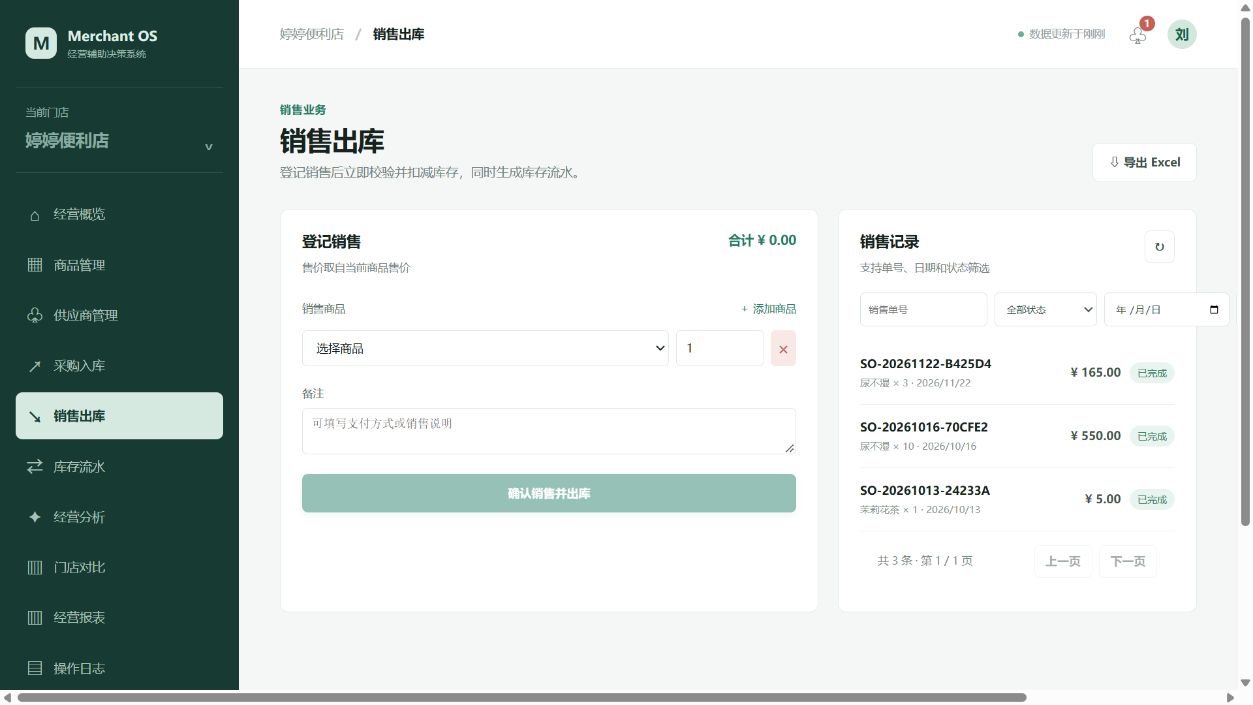 M
Merchant OS
经营辅助决策系统
当前门店
婷婷便利店
经营概览
商品管理
供应商管理
采购入库
销售出库
库存流水
经营分析
门店对比
经营报表
操作日志
婷婷便利店 / 销售出库
数据更新于刚刚
1
刘
销售业务
销售出库
登记销售后立即校验并扣减库存，同时生成库存流水。
导出 Excel
登记销售
合计 ¥ 0.00
售价取自当前商品售价
销售商品
+ 添加商品
选择商品
1
×
备注
可填写支付方式或销售说明
确认销售并出库
销售记录
支持单号、日期和状态筛选
销售单号
全部状态
年 /月/日
SO-20261122-B425D4
尿不湿 × 3 · 2026/11/22
¥ 165.00
已完成
SO-20261016-70CFE2
尿不湿 × 10 · 2026/10/16
¥ 550.00
已完成
SO-20261013-24233A
茉莉花茶 × 1 · 2026/10/13
¥ 5.00
已完成
共 3 条 · 第 1 / 1 页
上一页
下一页